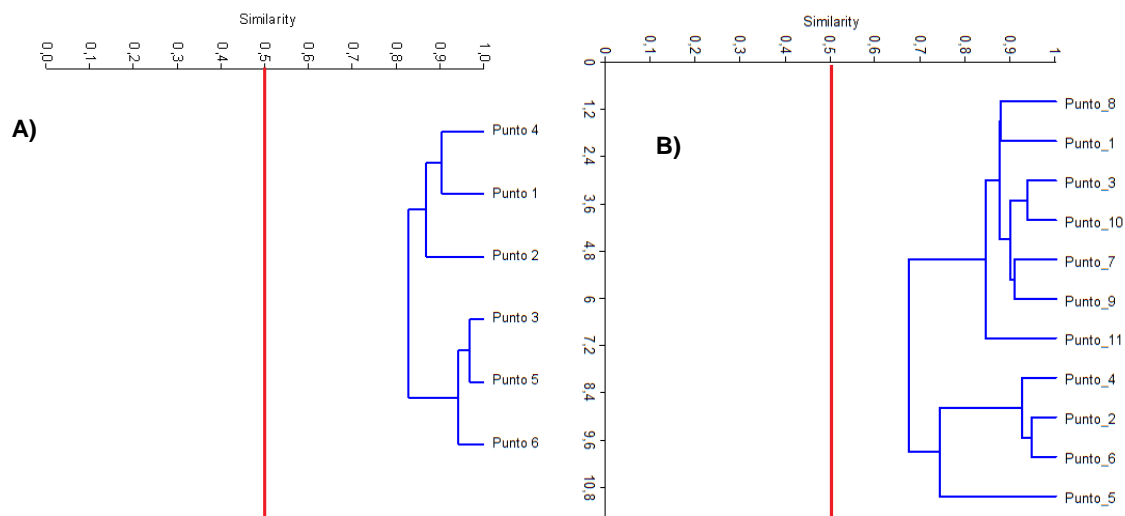 Similarity
0,0 0,1 0,2 0,3 0,4 0,5 0,6 0,7 0,8 0,9 1,0
A)
Punto 4
Punto 1
Punto 2
Punto 3
Punto 5
Punto 6
Similarity
0 0,1 0,2 0,3 0,4 0,5 0,6 0,7 0,8 0,9 1
0
1,2
2,4
3,6
4,8
6
7,2
8,4
9,6
10,8
B)
Punto_8
Punto_1
Punto_3
Punto_10
Punto_7
Punto_9
Punto_11
Punto_4
Punto_2
Punto_6
Punto_5